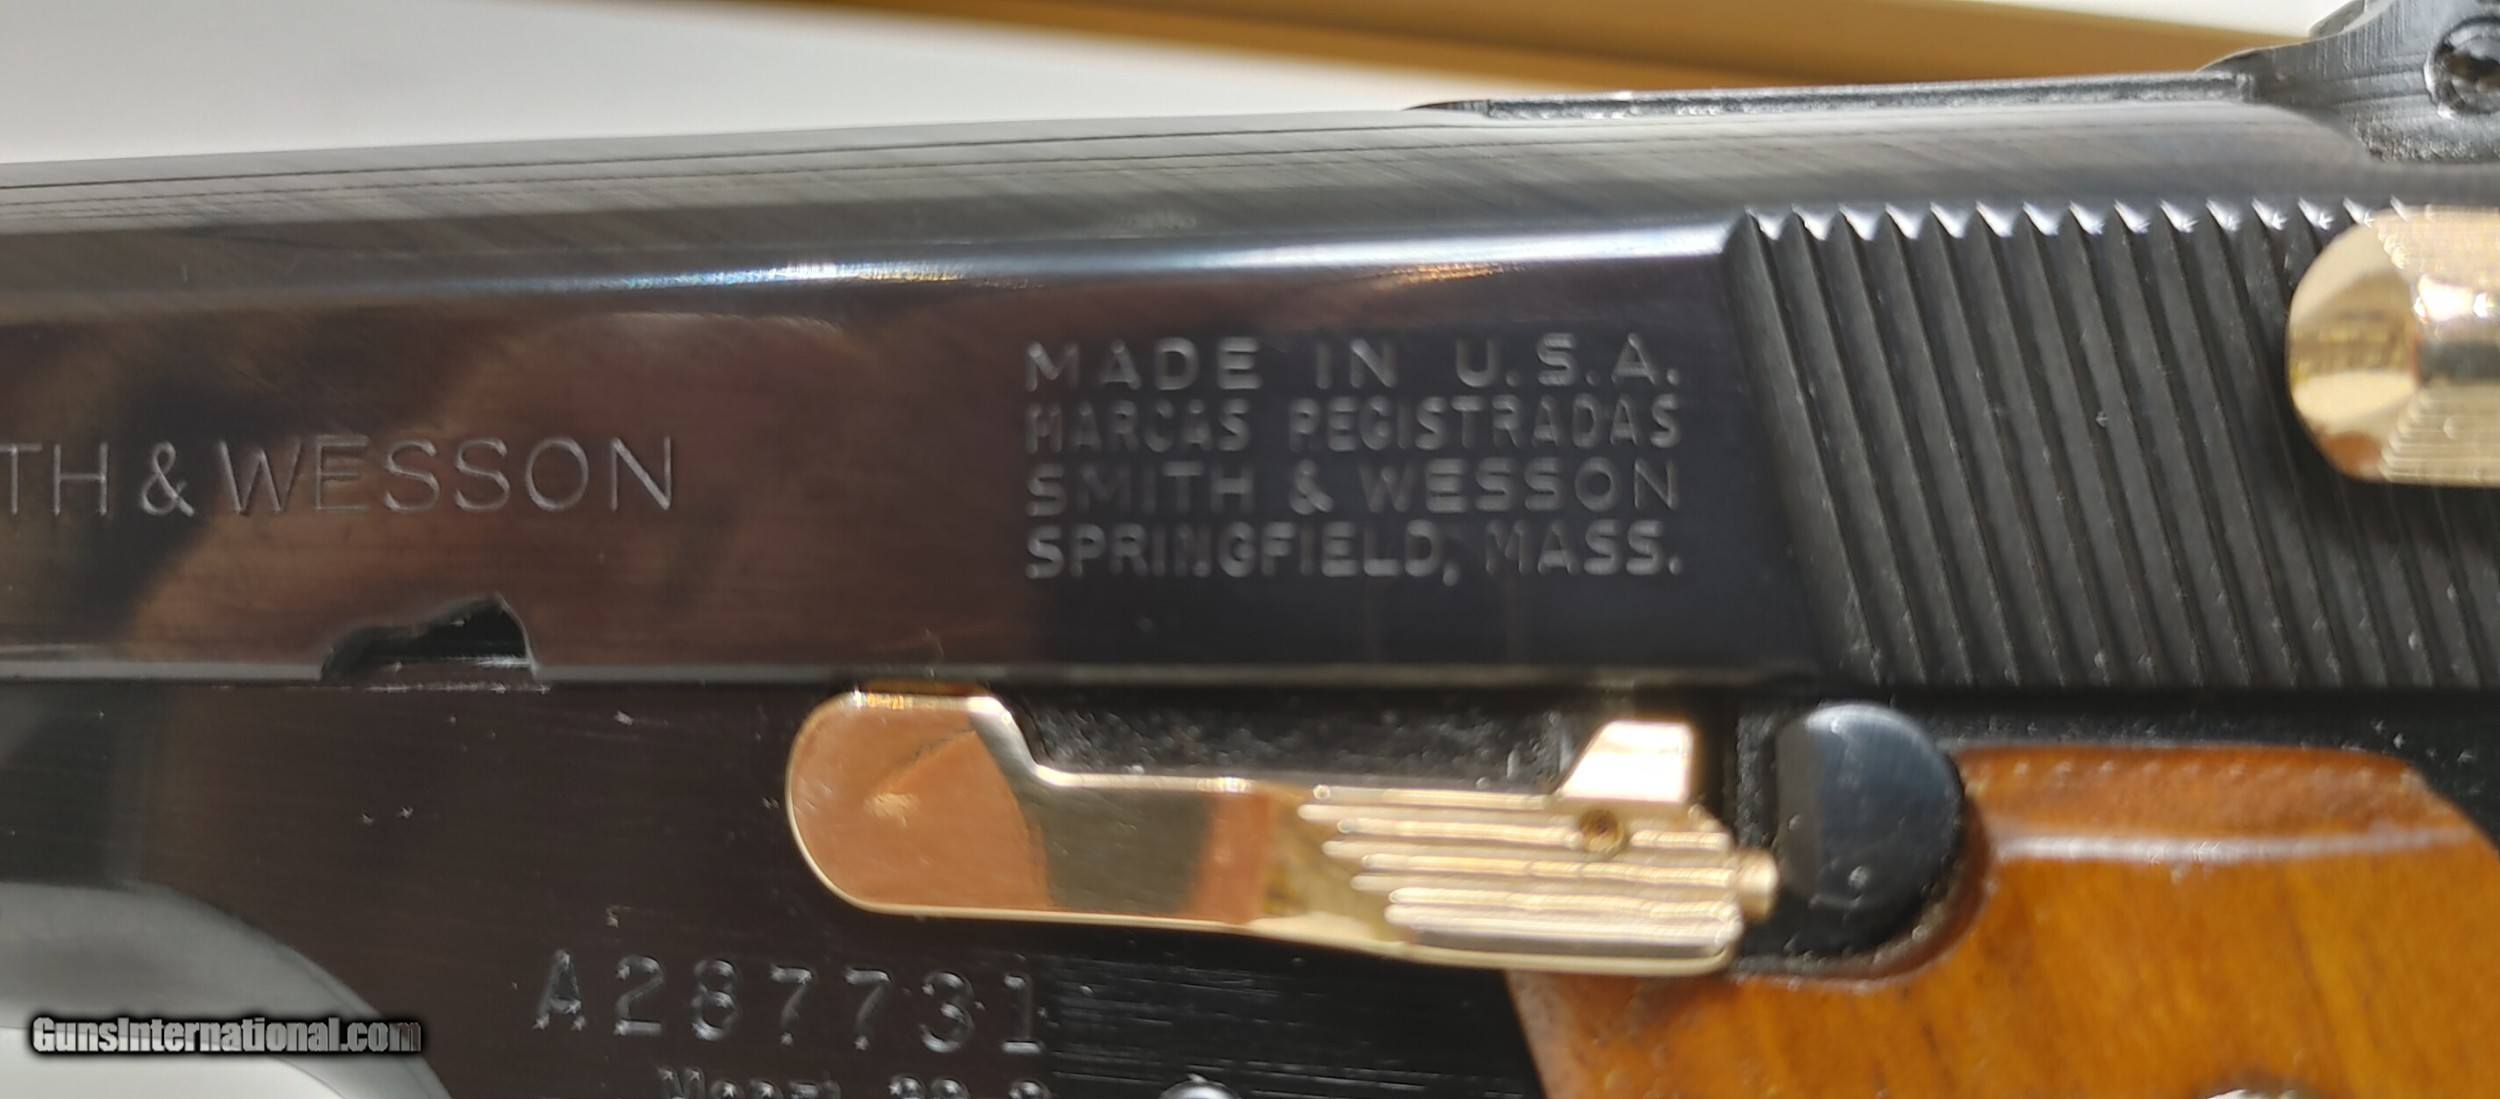 TH & WESSON
MADE IN U.S.A.
MARCAS REGISTRADAS
SMITH & WESSON
SPRINGFIELD, MASS.
A287731
GunsInternational.com